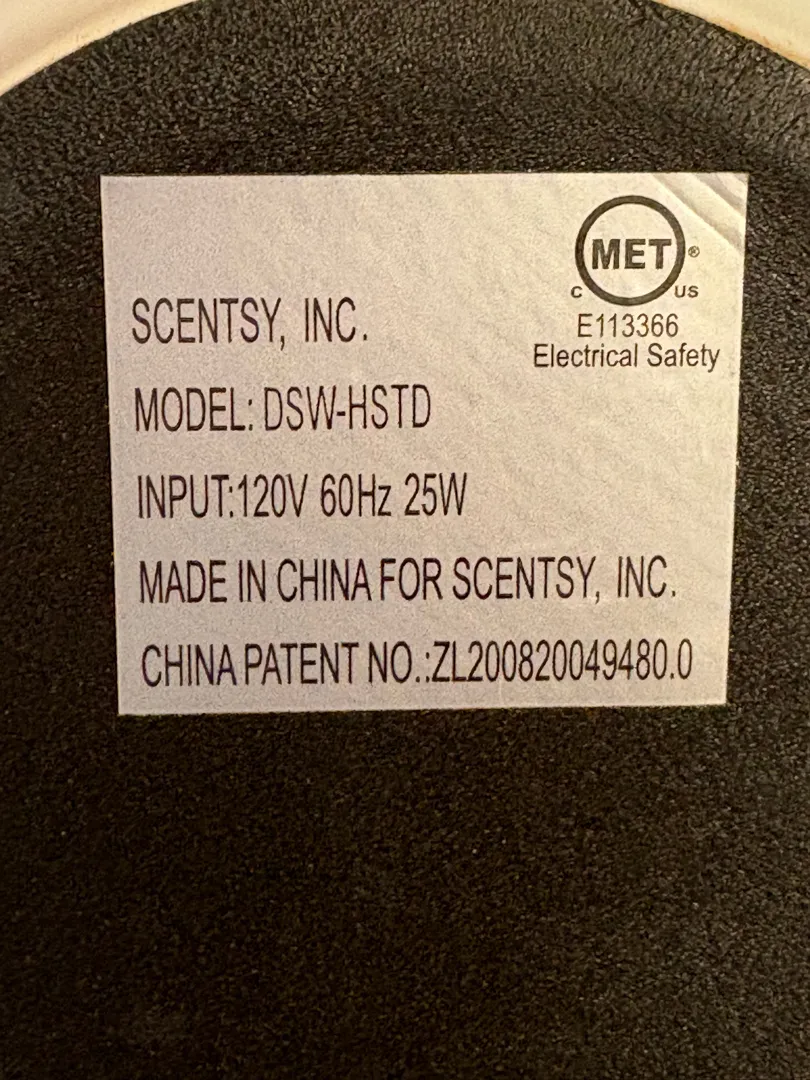 MET®
C US
E113366
Electrical Safety
SCENTSY, INC.
MODEL: DSW-HSTD
INPUT:120V 60Hz 25W
MADE IN CHINA FOR SCENTSY, INC.
CHINA PATENT NO.:ZL200820049480.0